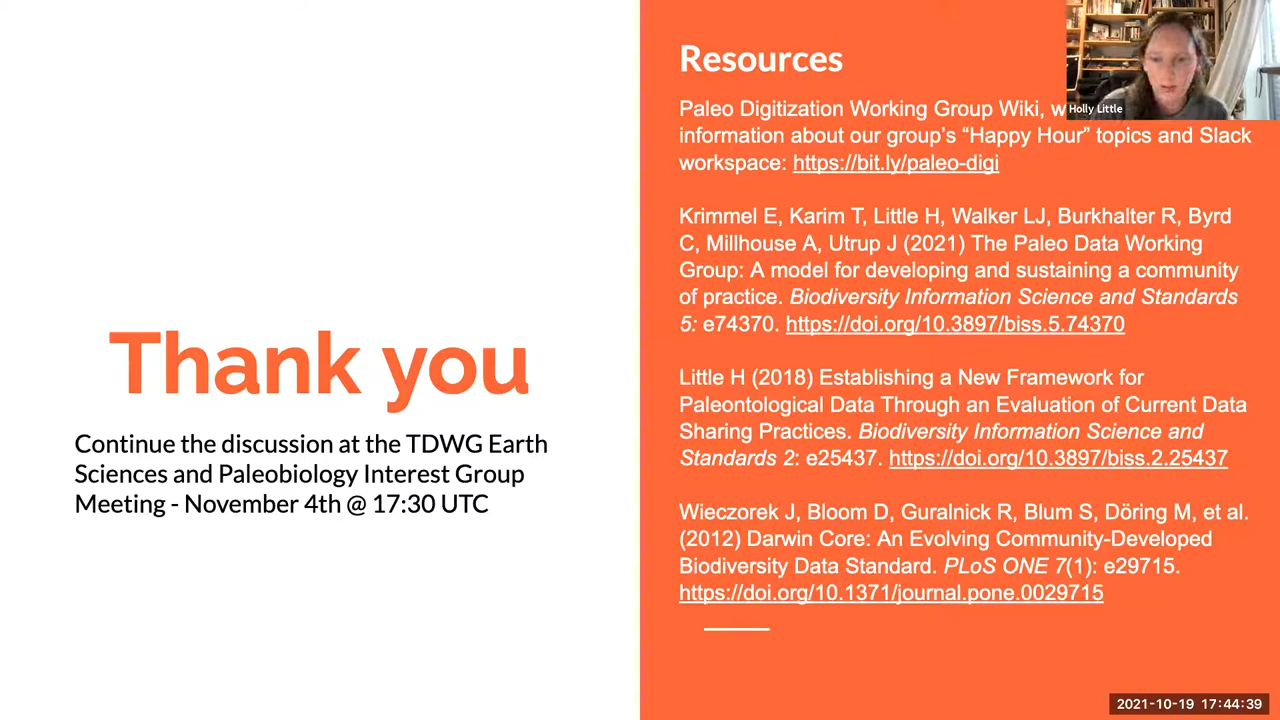 Thank you
Continue the discussion at the TDWG Earth
Sciences and Paleobiology Interest Group
Meeting - November 4th @ 17:30 UTC
Resources
Paleo Digitization Working Group Wiki,
information about our group's “Happy Hour” topics and Slack
workspace: https://bit.ly/paleo-digi
Krimmel E, Karim T, Little H, Walker LJ, Burkhalter R, Byrd
C, Millhouse A, Utrup J (2021) The Paleo Data Working
Group: A model for developing and sustaining a community
of practice. Biodiversity Information Science and Standards
5: e74370. https://doi.org/10.3897/biss.5.74370
Little H (2018) Establishing a New Framework for
Paleontological Data Through an Evaluation of Current Data
Sharing Practices. Biodiversity Information Science and
Standards 2: e25437. https://doi.org/10.3897/biss.2.25437
Wieczorek J, Bloom D, Guralnick R, Blum S, Döring M, et al.
(2012) Darwin Core: An Evolving Community-Developed
Biodiversity Data Standard. PLoS ONE 7(1): e29715.
https://doi.org/10.1371/journal.pone.0029715
Holly Little
2021-10-19 17:44:39